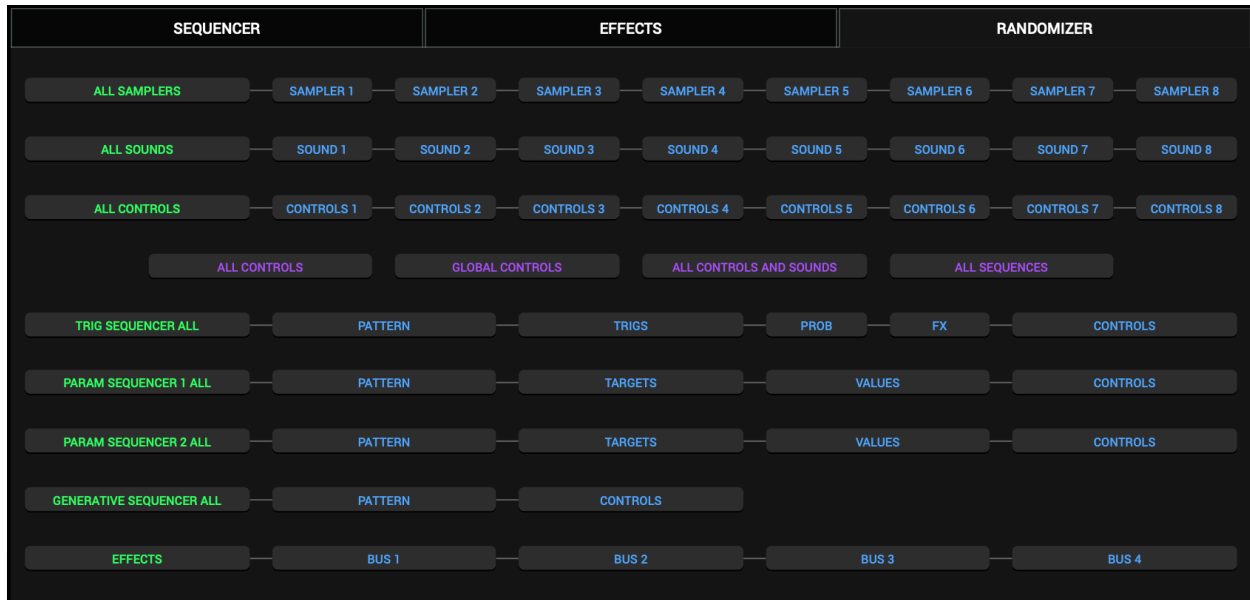 SEQUENCER EFFECTS RANDOMIZER
ALL SAMPLERS SAMPLER 1 SAMPLER 2 SAMPLER 3 SAMPLER 4 SAMPLER 5 SAMPLER 6 SAMPLER 7 SAMPLER 8
ALL SOUNDS SOUND 1 SOUND 2 SOUND 3 SOUND 4 SOUND 5 SOUND 6 SOUND 7 SOUND 8
ALL CONTROLS CONTROLS 1 CONTROLS 2 CONTROLS 3 CONTROLS 4 CONTROLS 5 CONTROLS 6 CONTROLS 7 CONTROLS 8
ALL CONTROLS GLOBAL CONTROLS ALL CONTROLS AND SOUNDS ALL SEQUENCES
TRIG SEQUENCER ALL PATTERN TRIGS PROB FX CONTROLS
PARAM SEQUENCER 1 ALL PATTERN TARGETS VALUES CONTROLS
PARAM SEQUENCER 2 ALL PATTERN TARGETS VALUES CONTROLS
GENERATIVE SEQUENCER ALL PATTERN CONTROLS
EFFECTS BUS 1 BUS 2 BUS 3 BUS 4